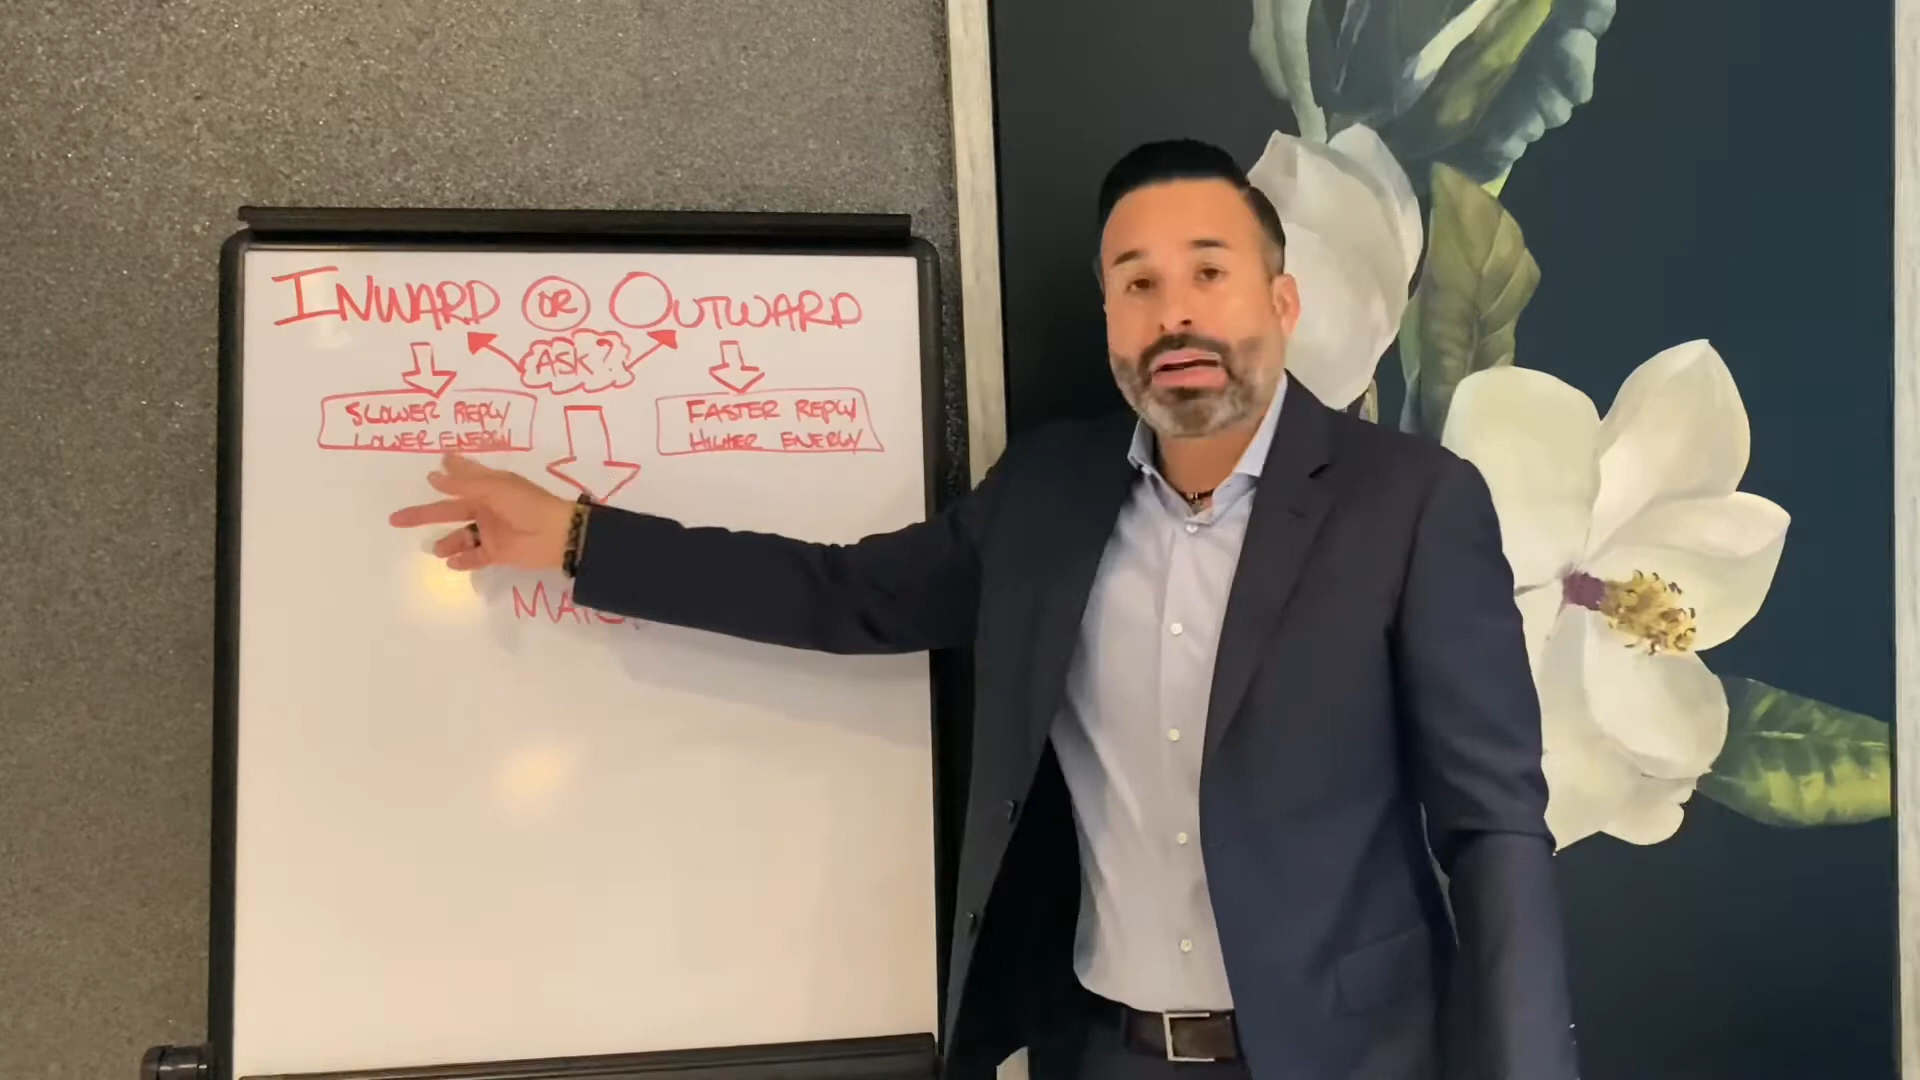 INWARD OR OUTWARD
ASK?
SLOWER REPLY
LOWER ENERGY
FASTER REPLY
HIGHER ENERGY